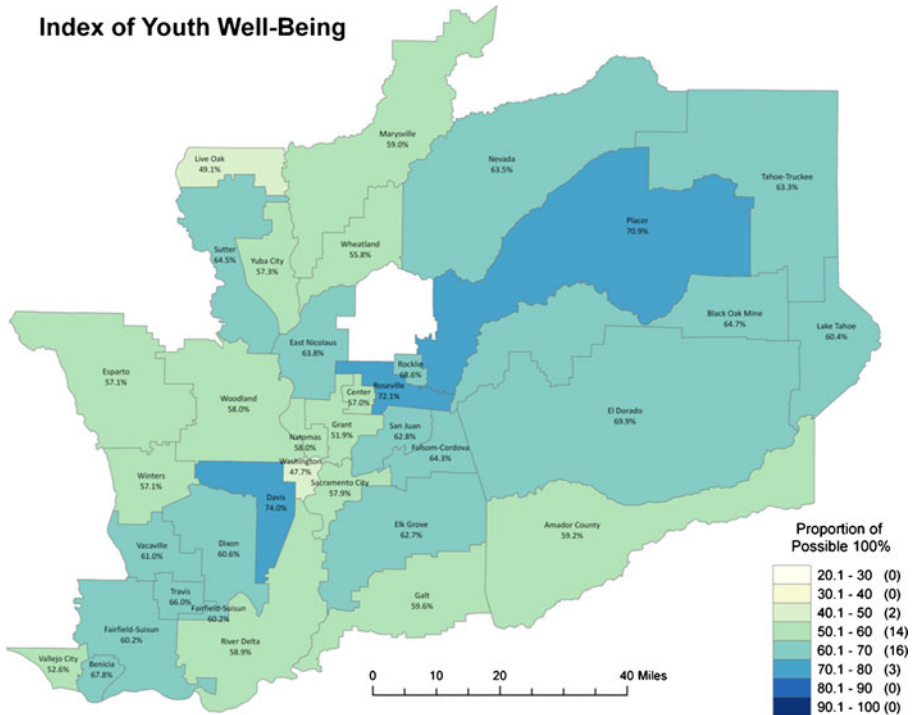 Index of Youth Well-Being
Marysville
59.0%
Live Oak
49.1%
Nevada
63.5%
Tahoe-Truckee
63.3%
Placer
70.9%
Sutter
64.5%
Yuba City
57.3%
Wheatland
55.8%
Black Oak Mine
64.7%
Lake Tahoe
60.4%
East Nicolaus
63.8%
Rocklin
68.6%
Roseville
72.1%
Esparto
57.1%
Woodland
58.0%
Center
57.0%
El Dorado
69.9%
Grant
51.9%
San Juan
62.8%
Natomas
58.0%
Folsom-Cordova
64.3%
Washington
47.7%
Winters
57.1%
Sacramento City
57.9%
Davis
74.0%
Elk Grove
62.7%
Amador County
59.2%
Vacaville
61.0%
Dixon
60.6%
Travis
66.0%
Galt
59.6%
Fairfield-Suisun
60.2%
Fairfield-Suisun
60.2%
River Delta
58.9%
Vallejo City
52.6%
Benicia
67.8%
0 10 20 40 Miles
Proportion of
Possible 100%
20.1 - 30 (0)
30.1 - 40 (0)
40.1 - 50 (2)
50.1 - 60 (14)
60.1 - 70 (16)
70.1 - 80 (3)
80.1 - 90 (0)
90.1 - 100 (0)